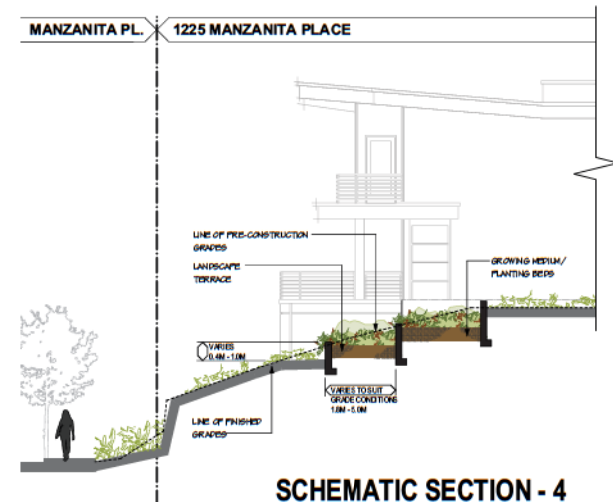 MANZANITA PL.
1225 MANZANITA PLACE
LINE OF PRE-CONSTRUCTION
GRADES
LANDSCAPE
TERRACE
GROWING MEDIUM/
PLANTING BEDS
VARIES
0.4M - 1.0M
VARIES TO SUIT
GRADE CONDITIONS
1.8M - 5.0M
LINE OF FINISHED
GRADES
SCHEMATIC SECTION - 4